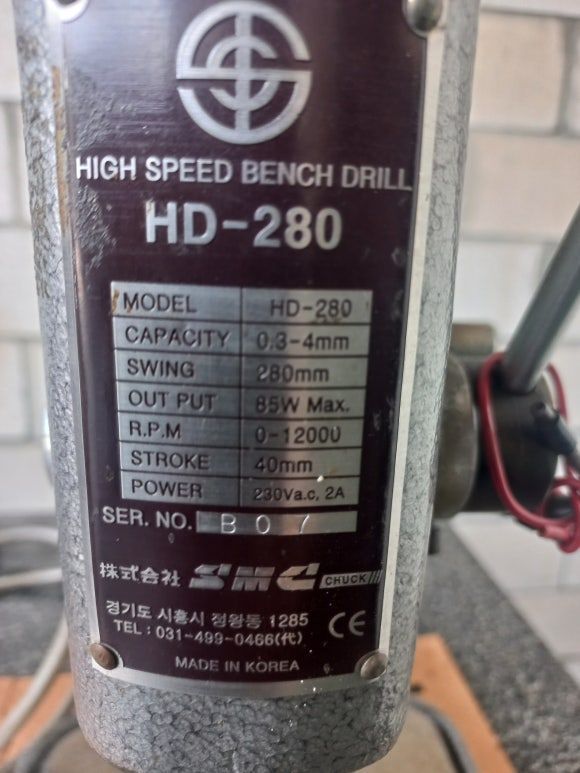 HIGH SPEED BENCH DRILL
HD-280
MODEL HD-280
CAPACITY 0.3-4mm
SWING 280mm
OUT PUT 85W Max.
R.P.M 0-12000
STROKE 40mm
POWER 230Va.c, 2A
SER. NO. B 0 7
株式会社 SMC CHUCK
경기도 시흥시 정왕동 1285
TEL : 031-499-0466(代)
CE
MADE IN KOREA